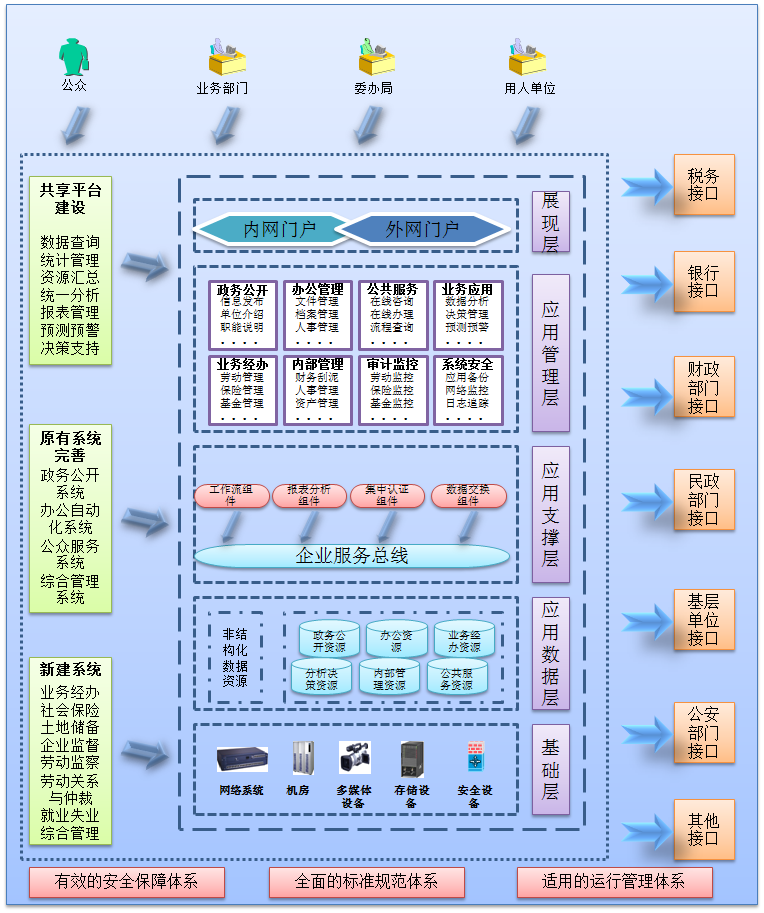 公众
业务部门
委办局
用人单位
共享平台
建设
数据查询
统计管理
资源汇总
统一分析
报表管理
预测预警
决策支持
原有系统
完善
政务公开
系统
办公自动
化系统
公众服务
系统
综合管理
系统
新建系统
业务经办
社会保险
土地储备
企业监督
劳动监察
劳动关系
与仲裁
就业失业
综合管理
内网门户
外网门户
展现层
政务公开
信息发布
单位介绍
职能说明
• • • •
办公管理
文件管理
档案管理
人事管理
• • • •
公共服务
在线咨询
在线办理
流程查询
• • • •
业务应用
数据分析
决策管理
预测预警
• • • •
业务经办
劳动管理
保险管理
基金管理
• • • •
内部管理
财务刮泥
人事管理
资产管理
• • • •
审计监控
劳动监控
保险监控
基金监控
• • • •
系统安全
应用备份
网络监控
日志追踪
• • • •
应用管理层
工作流组
件
报表分析
组件
集中认证
组件
数据交换
组件
企业服务总线
应用支撑层
非结
构化
数据
资源
政务公
开资源
办公资
源
业务经
办资源
分析决
策资源
内部管
理资源
公共服
务资源
应用数据层
网络系统
机房
多媒体
设备
存储设
备
安全设
备
基础层
税务
接口
银行
接口
财政
部门
接口
民政
部门
接口
基层
单位
接口
公安
部门
接口
其他
接口
有效的安全保障体系
全面的标准规范体系
适用的运行管理体系